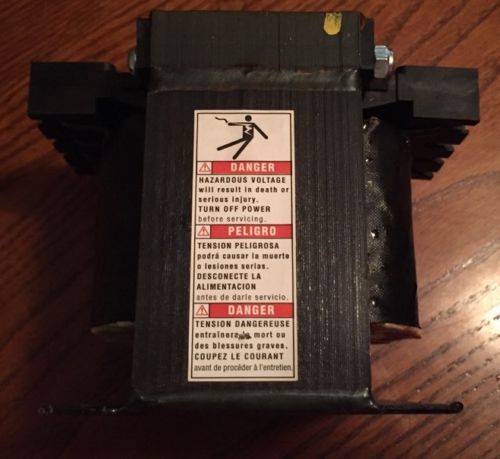 DANGER
HAZARDOUS VOLTAGE
will result in death or
serious injury.
TURN OFF POWER
before servicing.
PELIGRO
TENSION PELIGROSA
podrá causar la muerte
o lesiones serias.
DESCONECTE LA
ALIMENTACION
antes de darle servicio.
DANGER
TENSION DANGEREUSE
entraînera la mort ou
des blessures graves.
COUPEZ LE COURANT
avant de procéder à l'entretien.